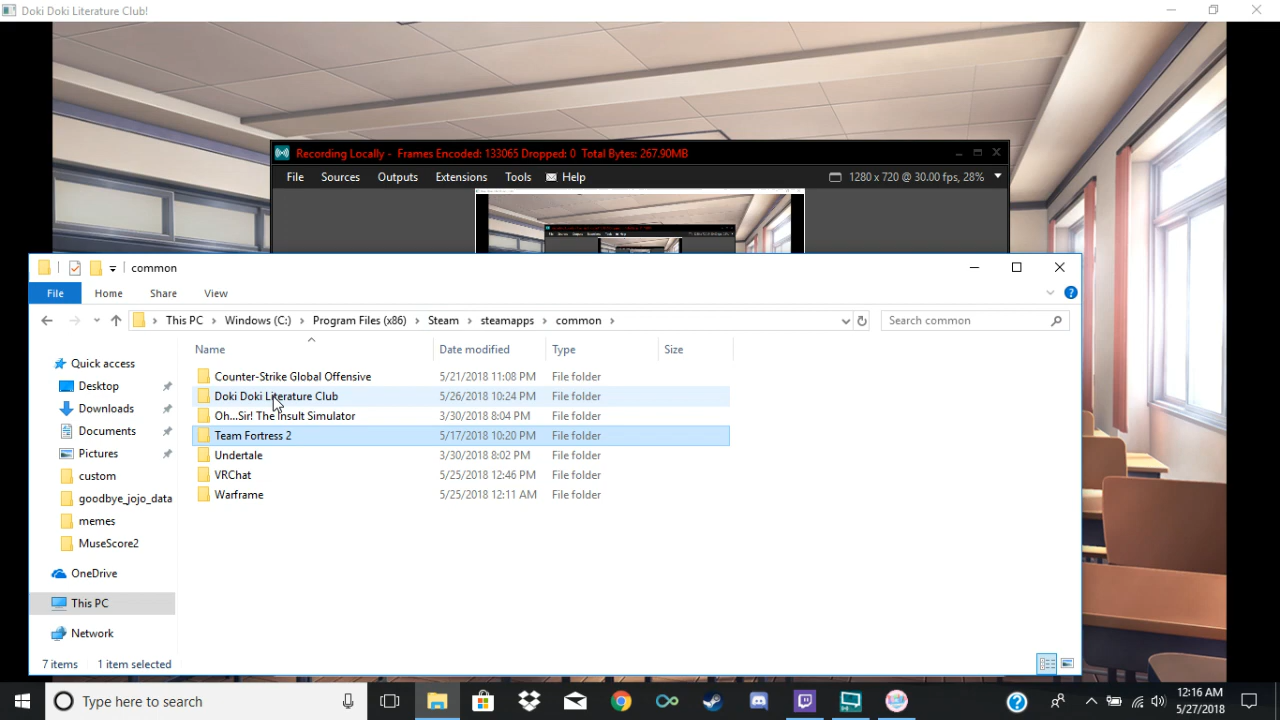 Doki Doki Literature Club!
Recording Locally - Frames Encoded: 133065 Dropped: 0 Total Bytes: 267.90MB
File Sources Outputs Extensions Tools Help 1280 x 720 @ 30.00 fps, 28%
common
File Home Share View
This PC > Windows (C:) > Program Files (x86) > Steam > steamapps > common > Search common
Name Date modified Type Size
Quick access
Desktop
Downloads
Documents
Pictures
custom
goodbye_jojo_data
memes
MuseScore2
OneDrive
This PC
Network
Counter-Strike Global Offensive 5/21/2018 11:08 PM File folder
Doki Doki Literature Club 5/26/2018 10:24 PM File folder
Oh...Sir! The Insult Simulator 3/30/2018 8:04 PM File folder
Team Fortress 2 5/17/2018 10:20 PM File folder
Undertale 3/30/2018 8:02 PM File folder
VRChat 5/25/2018 12:46 PM File folder
Warframe 5/25/2018 12:11 AM File folder
7 items 1 item selected
Type here to search
12:16 AM
5/27/2018